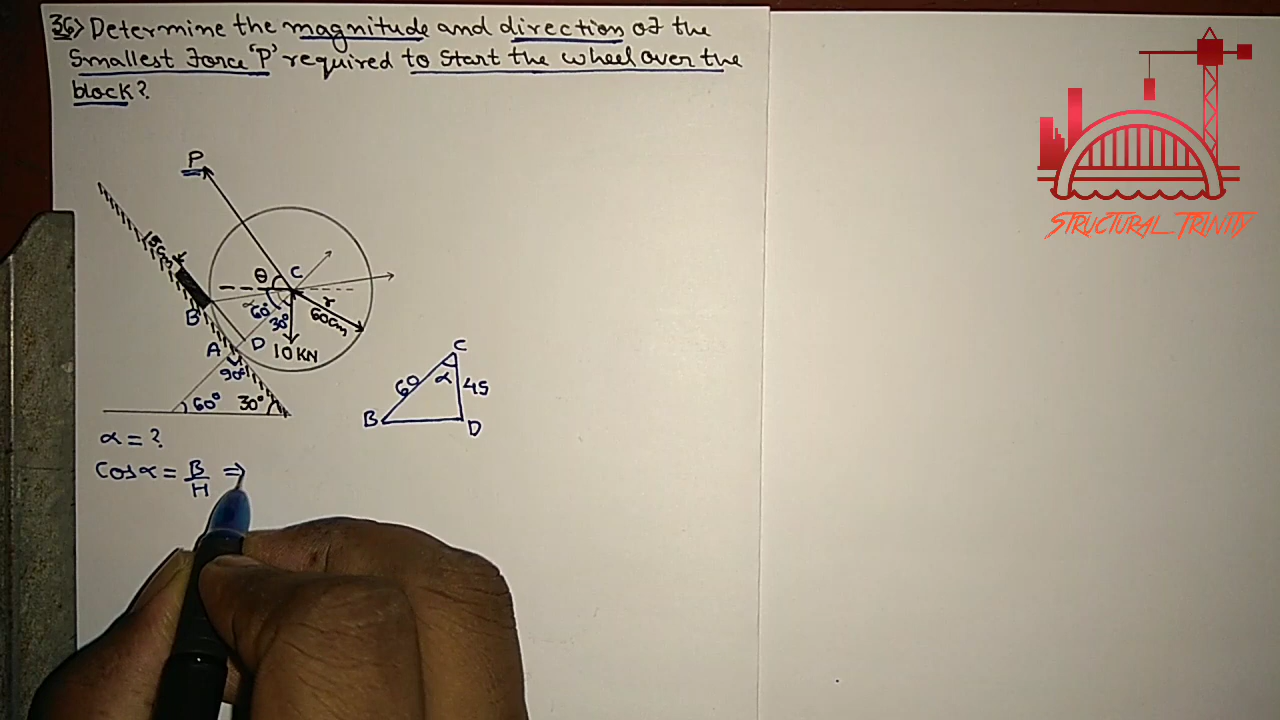 36) Determine the magnitude and direction of the
smallest force 'P' required to start the wheel over the
block?
P
θ
C
α
60°
30°
r
60cm
B
A
D
10KN
90°
60°
30°
C
60
α
45
B
D
α = ?
Cosα = B/H ⇒
STRUCTURAL TRINITY